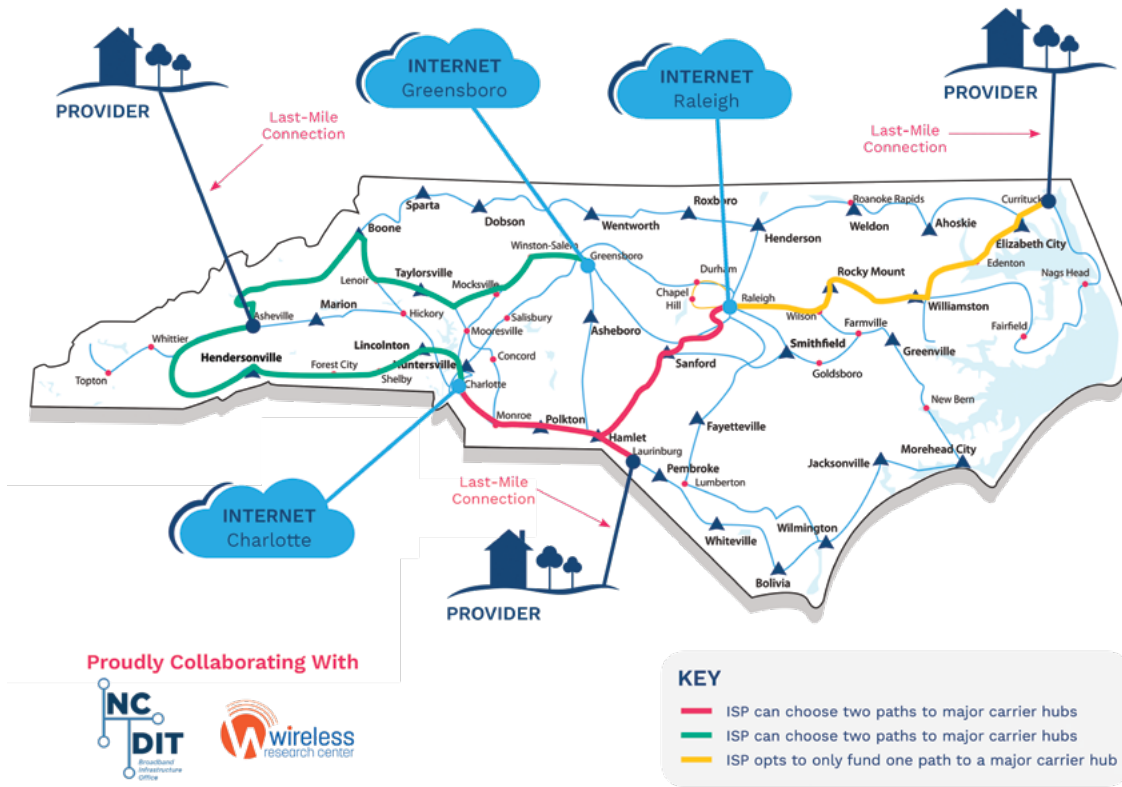 INTERNET
Greensboro
INTERNET
Raleigh
PROVIDER
PROVIDER
Last-Mile
Connection
Last-Mile
Connection
Sparta
Dobson
Roxboro
Wentworth
Roanoke Rapids
Weldon
Ahoskie
Currituck
Boone
Winston-Salem
Greensboro
Henderson
Elizabeth City
Edenton
Nags Head
Lenoir
Taylorsville
Mocksville
Durham
Chapel
Hill
Raleigh
Rocky Mount
Williamston
Asheville
Marion
Hickory
Mooresville
Salisbury
Asheboro
Wilson
Farmville
Fairfield
Whittier
Hendersonville
Lincolnton
Huntersville
Concord
Sanford
Smithfield
Greenville
Goldsboro
Topton
Forest City
Shelby
Charlotte
Monroe
Polkton
Hamlet
Fayetteville
New Bern
Morehead City
Laurinburg
Pembroke
Lumberton
Jacksonville
Last-Mile
Connection
INTERNET
Charlotte
Whiteville
Wilmington
Bolivia
PROVIDER
Proudly Collaborating With
NC
DIT
Broadband
Infrastructure
Office
wireless
research center
KEY
ISP can choose two paths to major carrier hubs
ISP can choose two paths to major carrier hubs
ISP opts to only fund one path to a major carrier hub